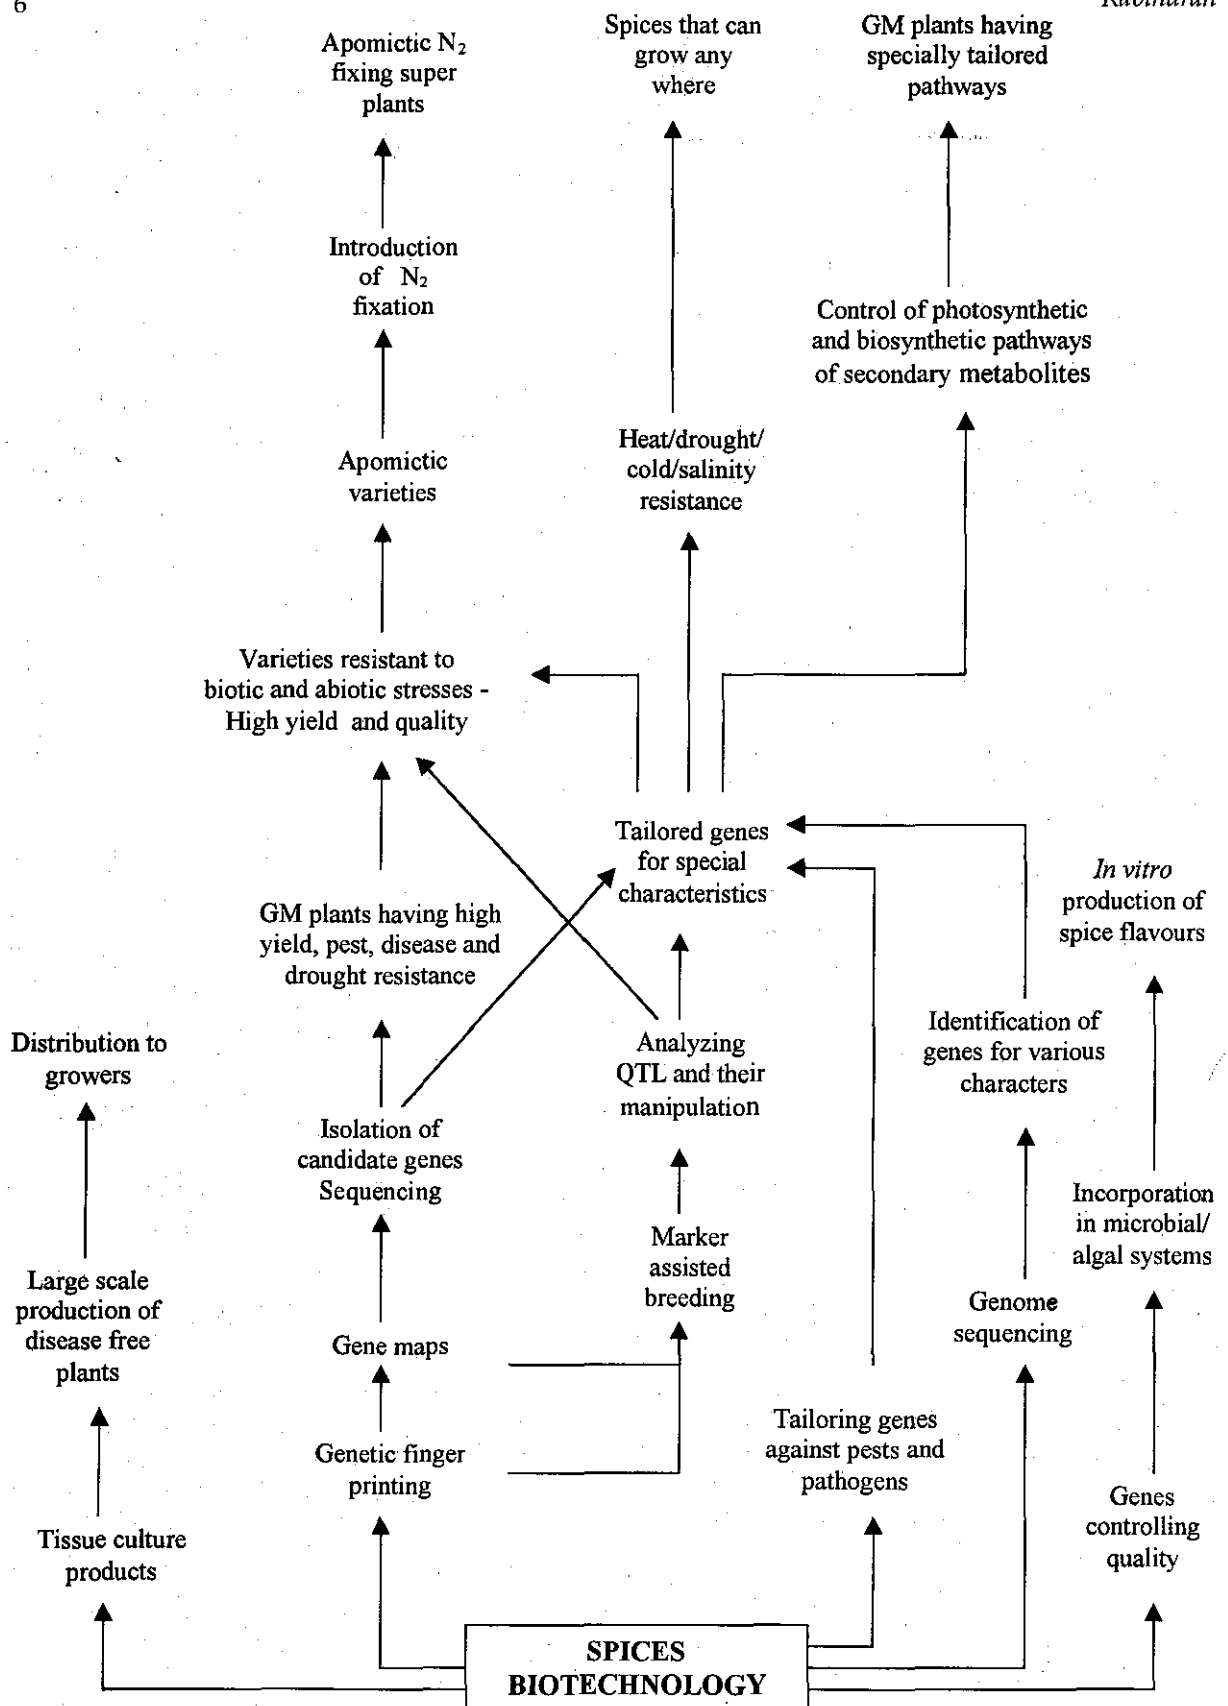 6
Apomictic N₂
fixing super
plants
Spices that can
grow any
where
GM plants having
specially tailored
pathways
Introduction
of N₂
fixation
Control of photosynthetic
and biosynthetic pathways
of secondary metabolites
Apomictic
varieties
Heat/drought/
cold/salinity
resistance
Varieties resistant to
biotic and abiotic stresses -
High yield and quality
Tailored genes
for special
characteristics
In vitro
production of
spice flavours
GM plants having high
yield, pest, disease and
drought resistance
Distribution to
growers
Analyzing
QTL and their
manipulation
Identification of
genes for various
characters
Isolation of
candidate genes
Sequencing
Incorporation
in microbial/
algal systems
Marker
assisted
breeding
Large scale
production of
disease free
plants
Genome
sequencing
Gene maps
Genetic finger
printing
Tailoring genes
against pests and
pathogens
Genes
controlling
quality
Tissue culture
products
SPICES
BIOTECHNOLOGY